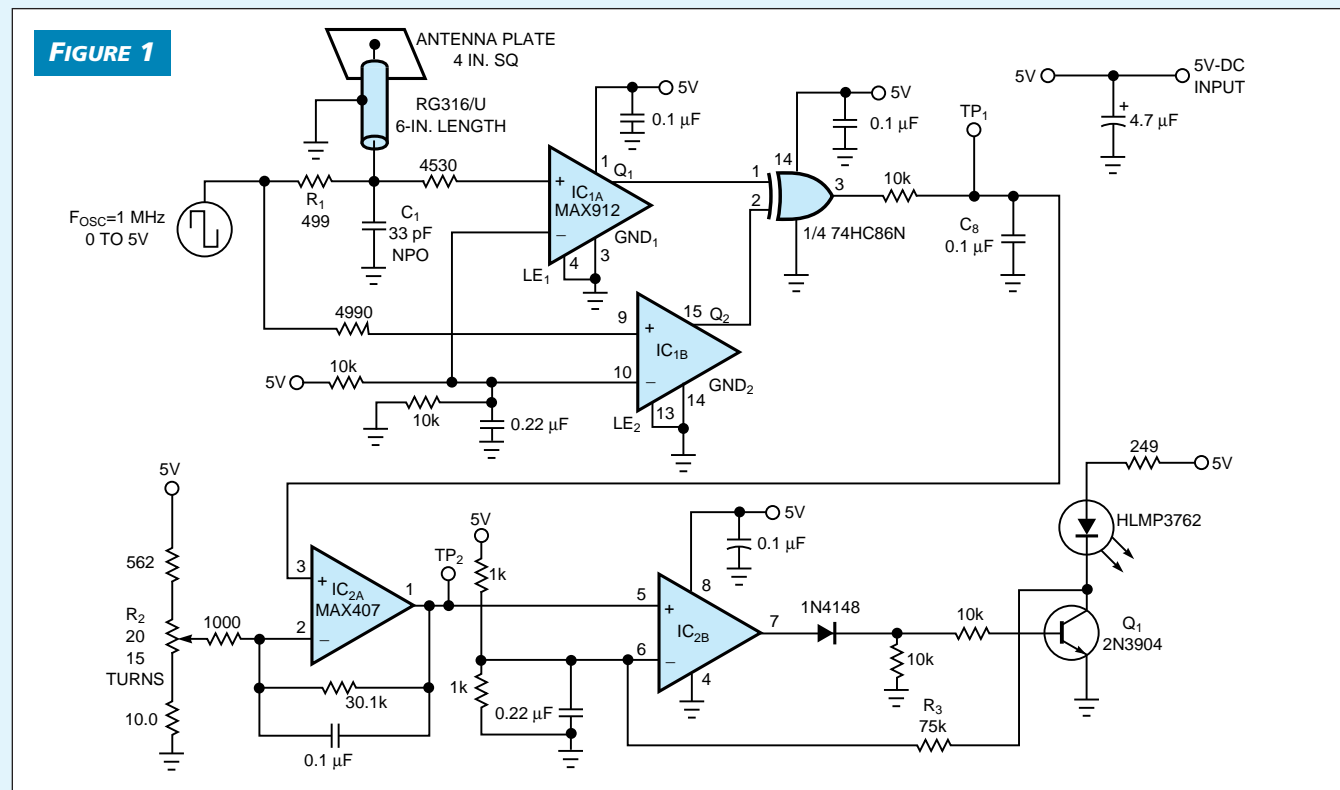 FIGURE 1
ANTENNA PLATE
4 IN. SQ
RG316/U
6-IN. LENGTH
5V
0.1 µF
5V
0.1 µF
5V
5V-DC
INPUT
+
4.7 µF
TP1
FOSC=1 MHz
0 TO 5V
R1
499
4530
C1
33 pF
NPO
+
−
IC1A
MAX912
1
Q1
GND1
3
4
LE1
1
2
14
3
1/4 74HC86N
10k
C8
0.1 µF
4990
9
+
IC1B
15
Q2
5V
10k
10
−
GND2
14
13
LE2
10k
0.22 µF
249
5V
HLMP3762
5V
562
R2
20
15
TURNS
10.0
1000
3
+
IC2A
MAX407
1
2
−
30.1k
0.1 µF
TP2
5V
1k
1k
0.22 µF
5V
0.1 µF
8
5
+
IC2B
7
6
−
4
1N4148
10k
10k
Q1
2N3904
R3
75k